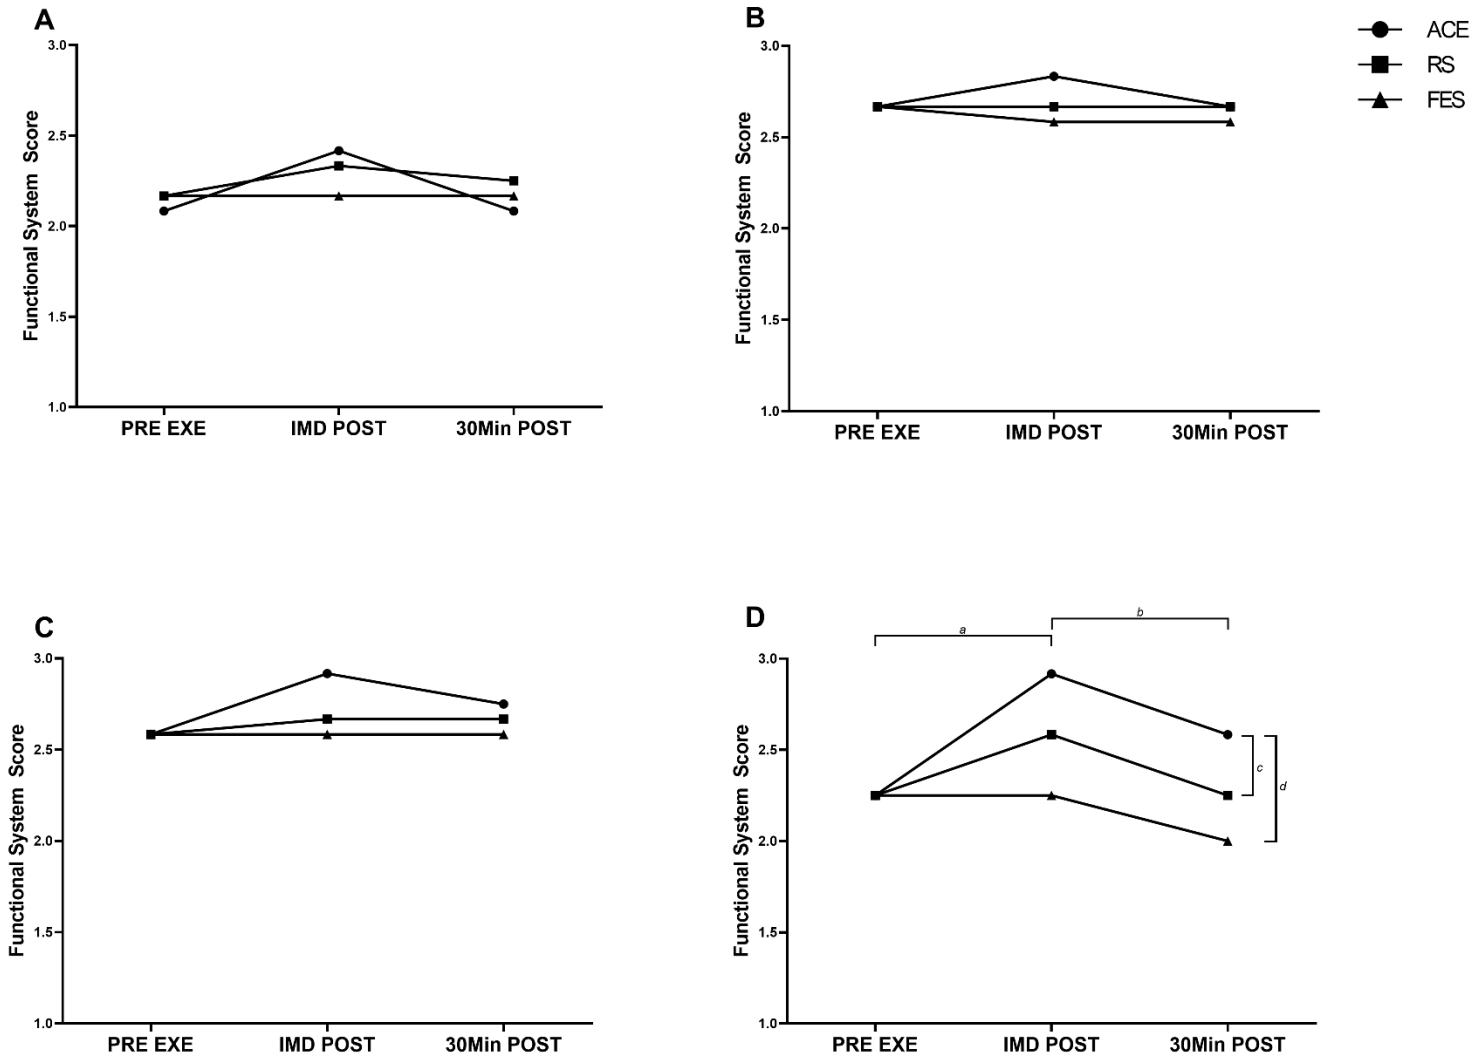 A
3.0
2.5
2.0
1.5
1.0
Functional System Score
PRE EXE
IMD POST
30Min POST
B
3.0
2.5
2.0
1.5
1.0
Functional System Score
PRE EXE
IMD POST
30Min POST
ACE
RS
FES
C
3.0
2.5
2.0
1.5
1.0
Functional System Score
PRE EXE
IMD POST
30Min POST
D
a
b
3.0
2.5
2.0
1.5
1.0
Functional System Score
c
d
PRE EXE
IMD POST
30Min POST